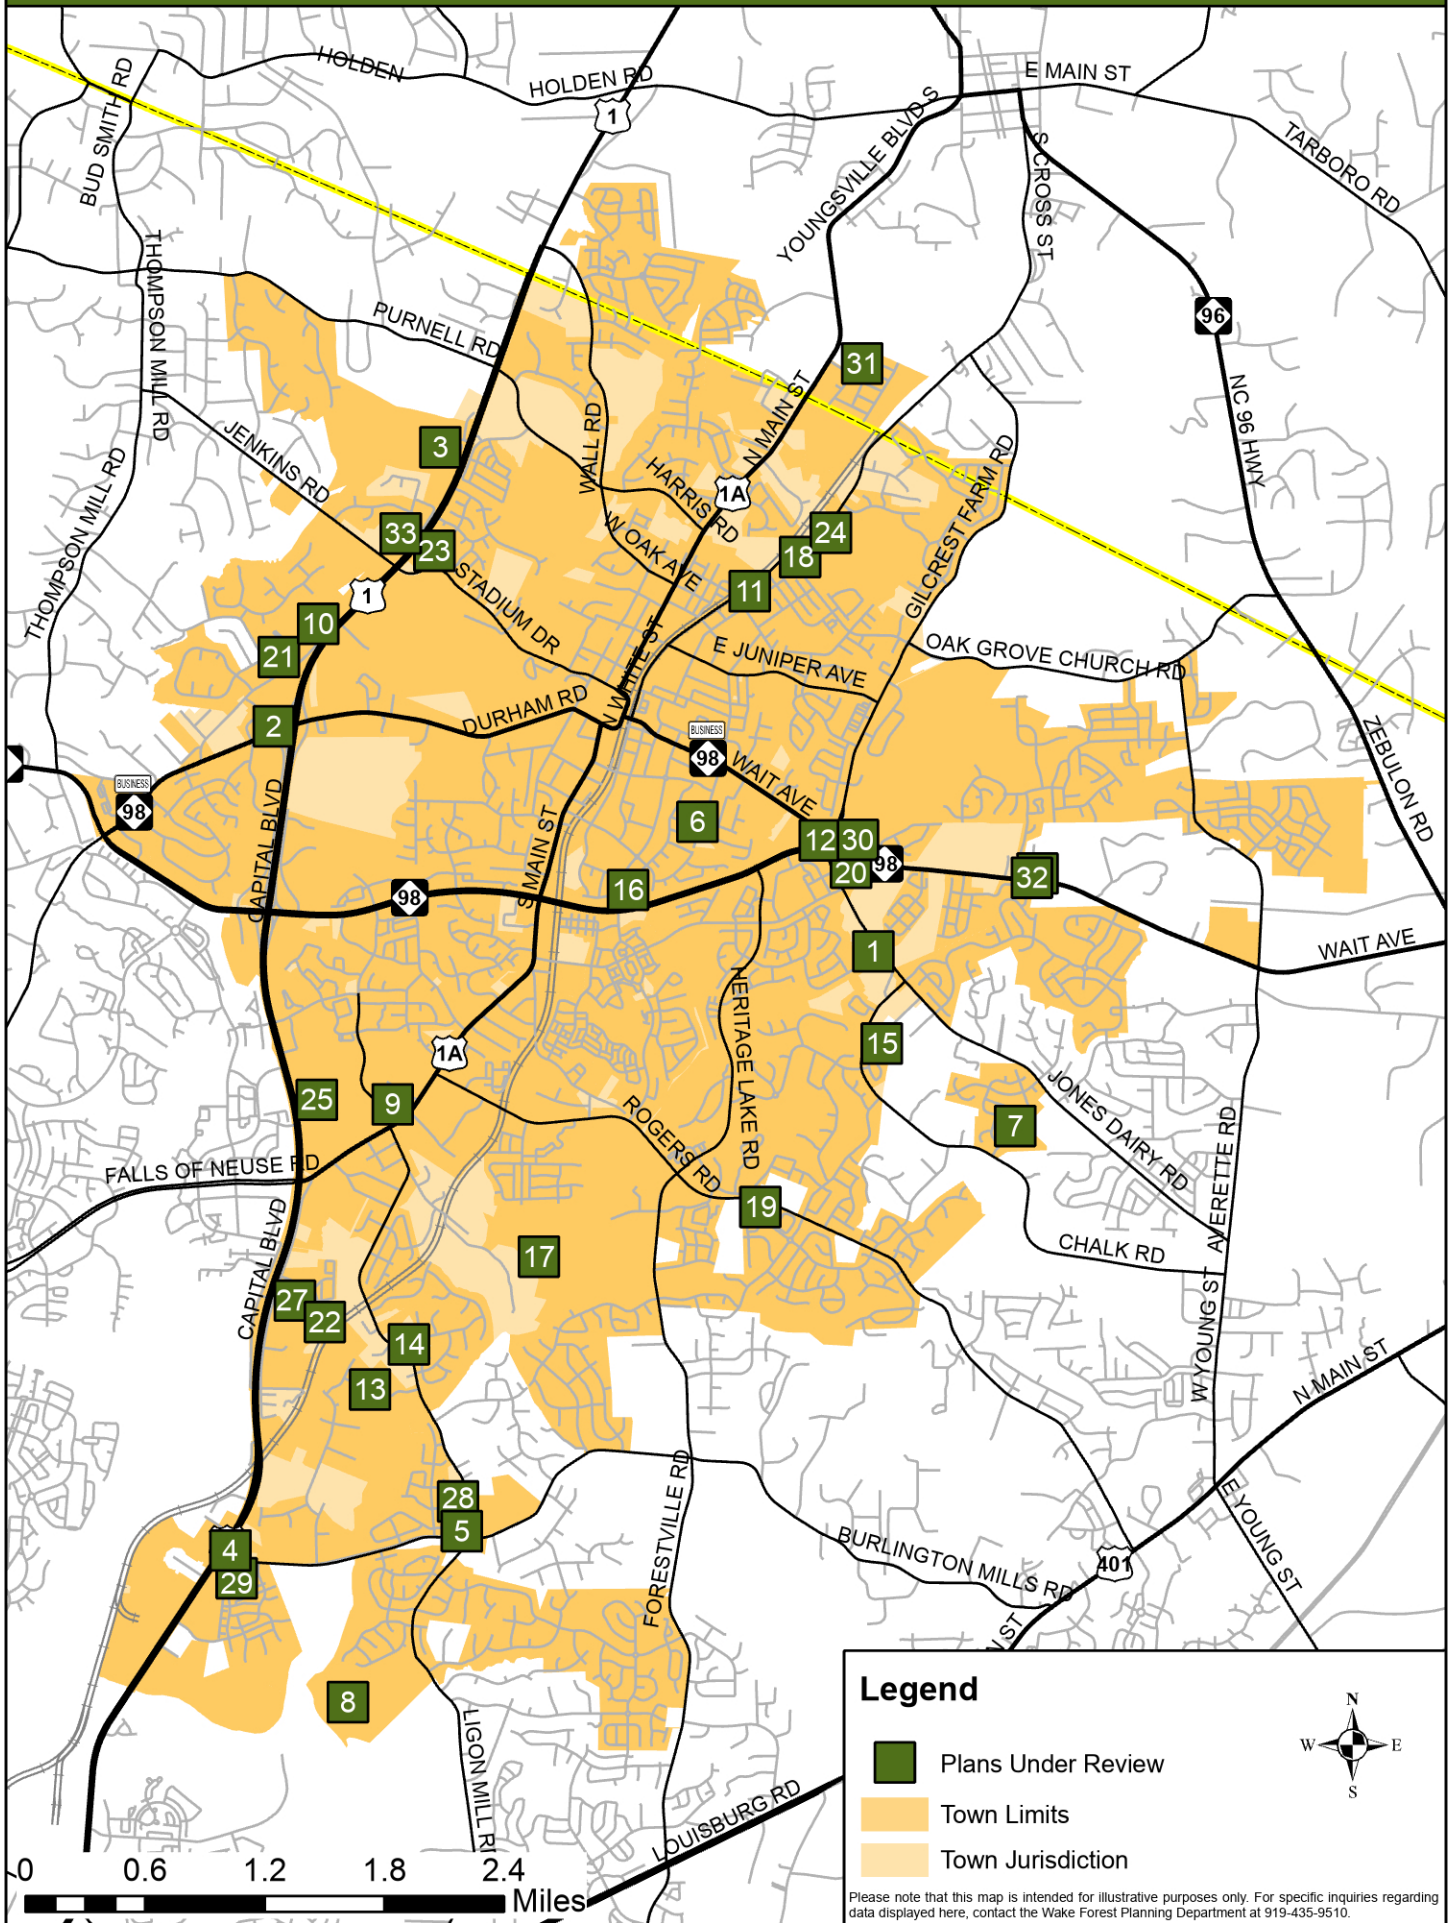 HOLDEN
HOLDEN RD
E MAIN ST
1
BUD SMITH RD
YOUNGSVILLE BLVD S
S CROSS ST
TARBORO RD
THOMPSON MILL RD
PURNELL RD
96
31
NC 96 HWY
N MAIN ST
3
JENKINS RD
WALL RD
HARRIS RD
1A
GILCREST FARM RD
THOMPSON MILL RD
33
23
W OAK AVE
24
18
11
1
STADIUM DR
10
21
N WHITE ST
E JUNIPER AVE
OAK GROVE CHURCH RD
2
DURHAM RD
BUSINESS
98
WAIT AVE
ZEBULON RD
BUSINESS
98
CAPITAL BLVD
S MAIN ST
6
12
30
20
98
32
16
98
WAIT AVE
1
HERITAGE LAKE RD
15
1A
25
9
ROGERS RD
7
JONES DAIRY RD
AVERETTE RD
FALLS OF NEUSE RD
19
CAPITAL BLVD
17
CHALK RD
27
22
14
13
W YOUNG ST
N MAIN ST
28
5
FORESTVILLE RD
E YOUNG ST
4
29
BURLINGTON MILLS RD
401
N ST
8
LIGON MILL R
LOUISBURG RD
Legend
N
W E
S
Plans Under Review
Town Limits
Town Jurisdiction
Please note that this map is intended for illustrative purposes only. For specific inquiries regarding
data displayed here, contact the Wake Forest Planning Department at 919-435-9510.
0 0.6 1.2 1.8 2.4
Miles